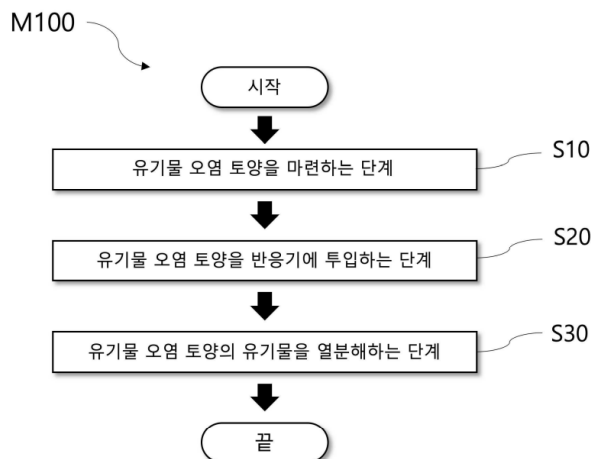 M100
시작
유기물 오염 토양을 마련하는 단계
S10
유기물 오염 토양을 반응기에 투입하는 단계
S20
유기물 오염 토양의 유기물을 열분해하는 단계
S30
끝